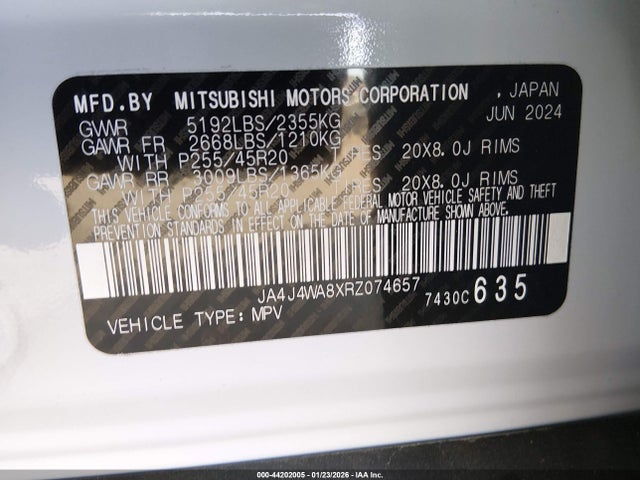 MFD.BY MITSUBISHI MOTORS CORPORATION , JAPAN
JUN 2024
GWWR 5192LBS/2355KG
GAWR FR 2668LBS/1210KG
WITH P255/45R20 TIRES 20X8.0J RIMS
GAWR RR 3009LBS/1365KG
WITH P255/45R20 TIRES 20X8.0J RIMS
THIS VEHICLE CONFORMS TO ALL APPLICABLE FEDERAL MOTOR VEHICLE SAFETY AND THEFT
PREVENTION STANDARDS IN EFFECT ON THE DATE OF MANUFACTURE SHOWN ABOVE.
JA4J4WA8XRZ074657
7430C 635
VEHICLE TYPE: MPV
000-44202005 - 01/23/2026 - IAA Inc.